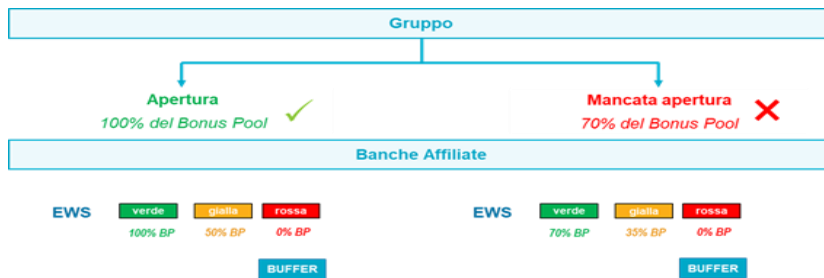 Gruppo
Apertura
100% del Bonus Pool
Mancata apertura
70% del Bonus Pool
Banche Affiliate
EWS verde gialla rossa
100% BP 50% BP 0% BP
BUFFER
EWS verde gialla rossa
70% BP 35% BP 0% BP
BUFFER